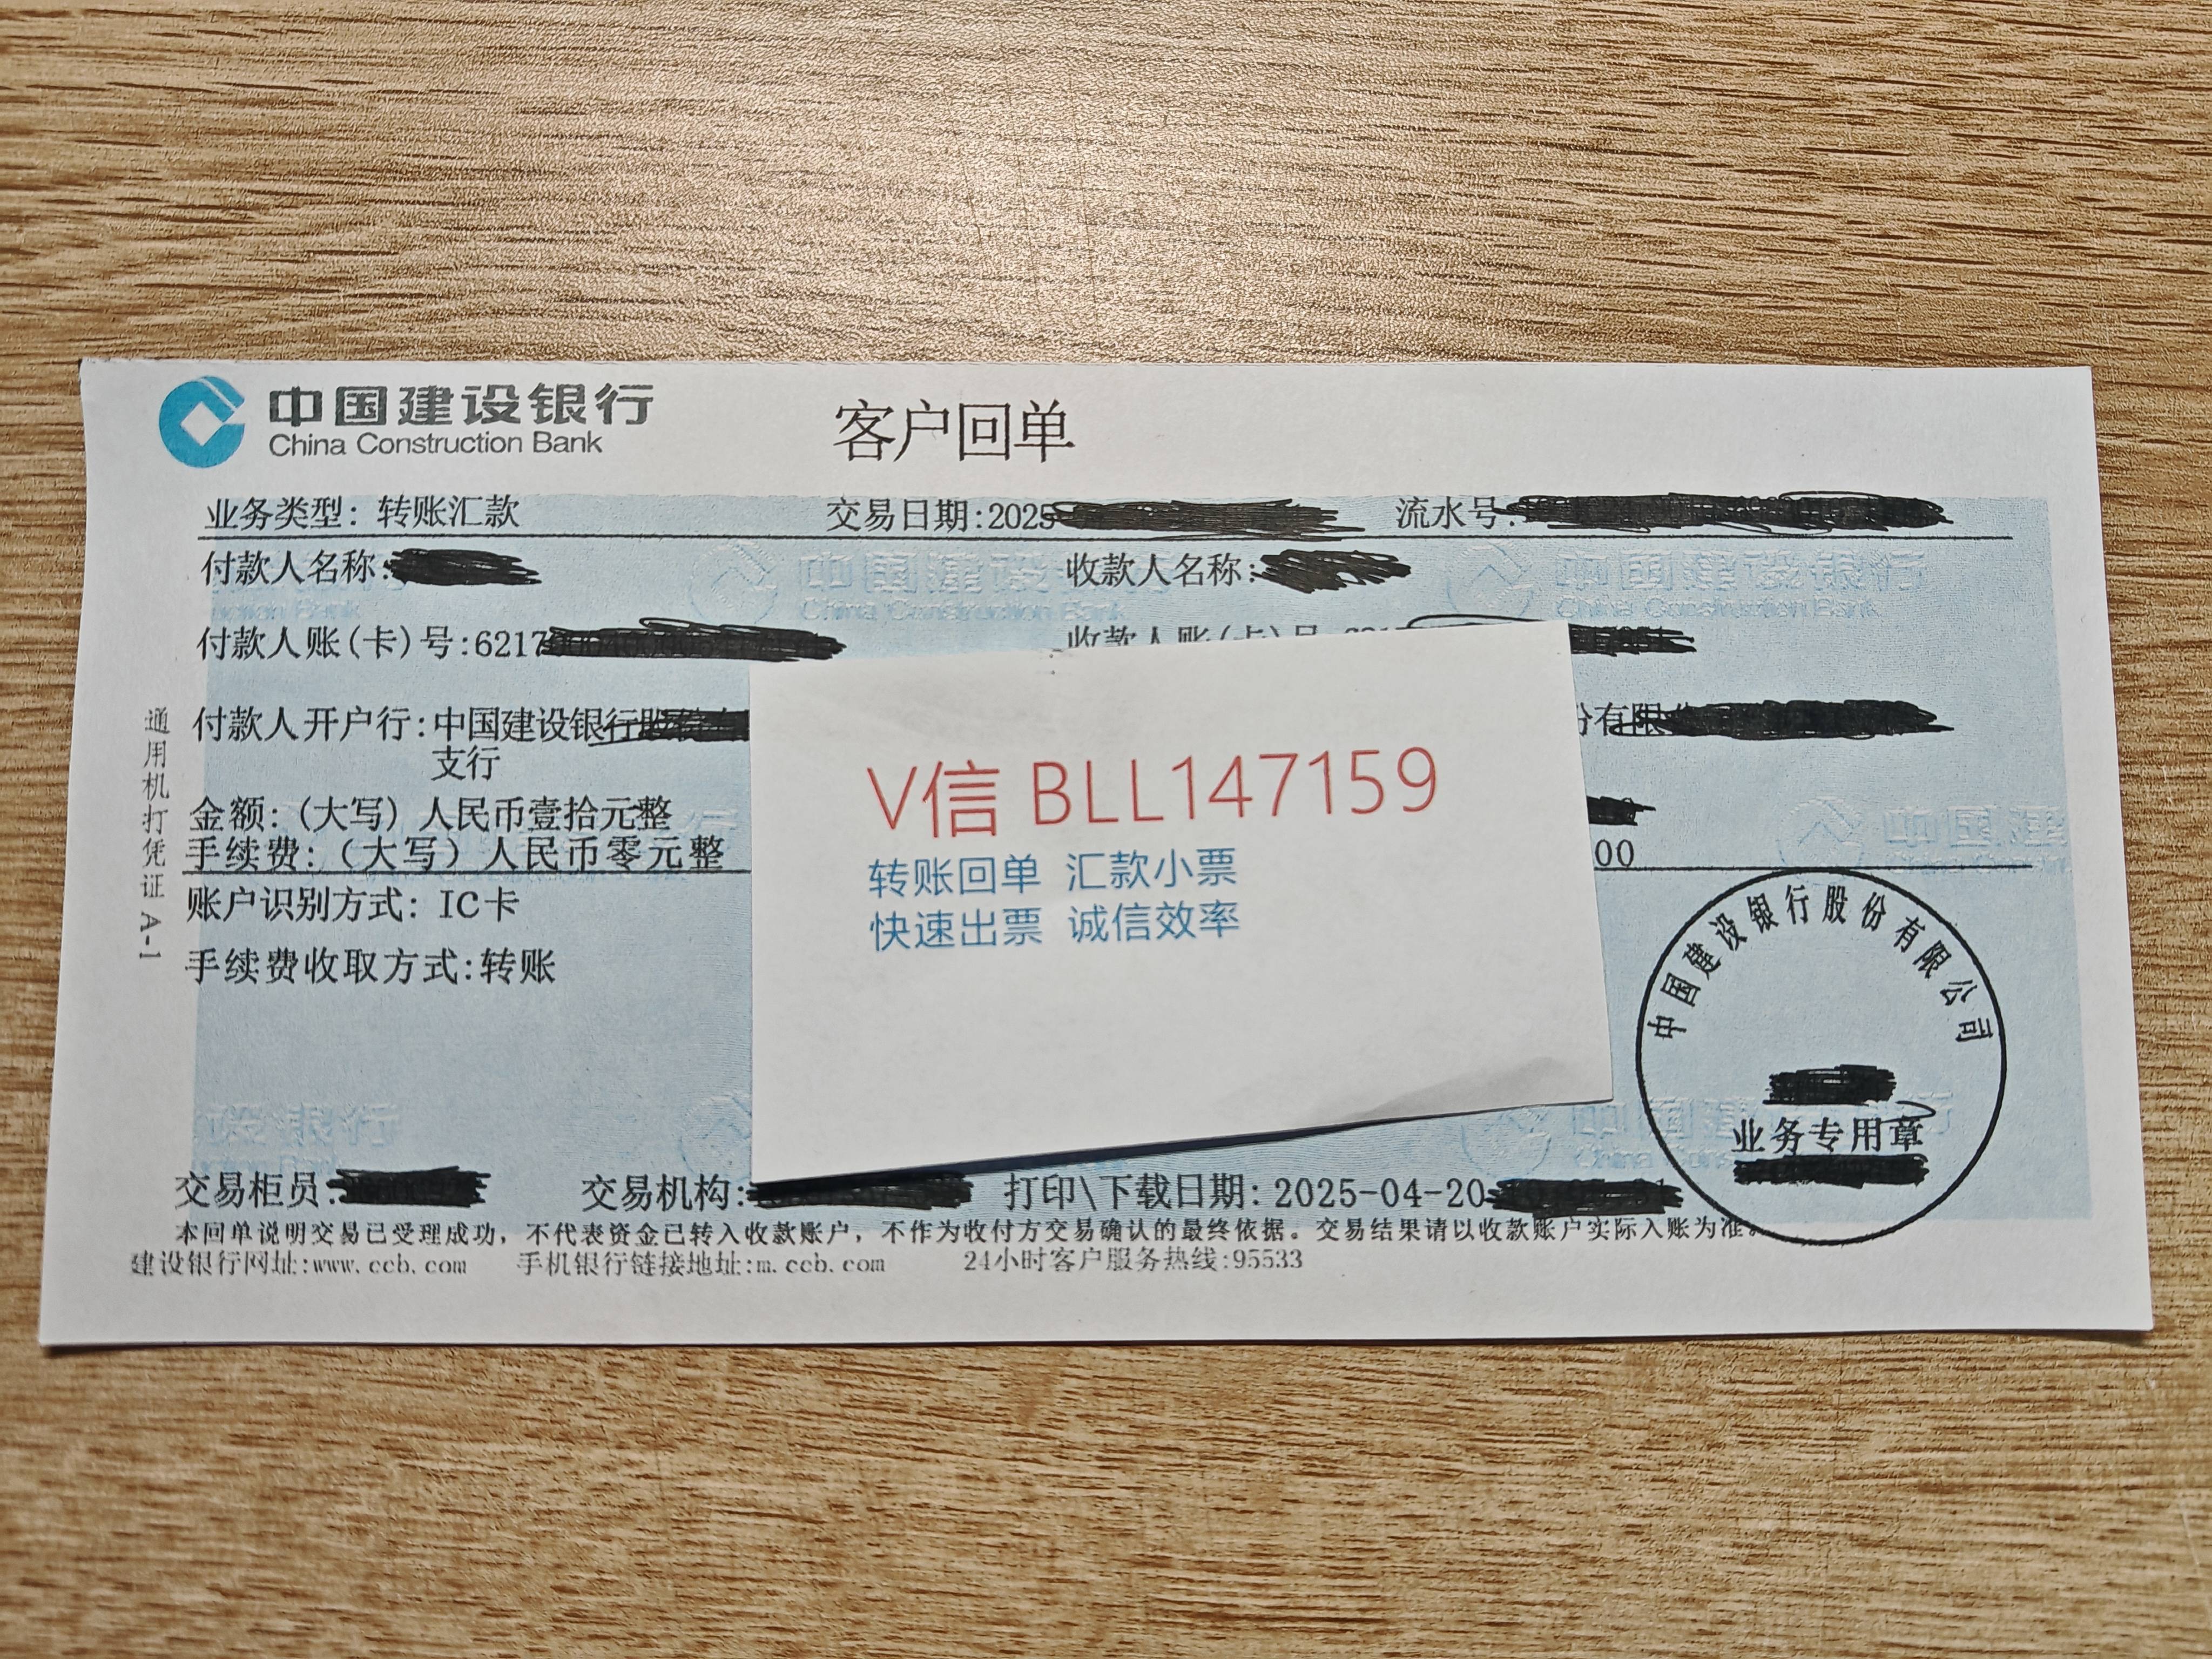 中国建设银行
China Construction Bank
客户回单
业务类型：转账汇款 交易日期:2025 流水号:
付款人名称: 收款人名称:
付款人账(卡)号:6217 收款人账(卡)号
付款人开户行:中国建设银行股份有 份有限
支行
金额：（大写）人民币壹拾元整
手续费：（大写）人民币零元整 00
账户识别方式：IC卡
手续费收取方式:转账
通用机打凭证 A-1
V信 BLL147159
转账回单 汇款小票
快速出票 诚信效率
中国建设银行股份有限公司
业务专用章
交易柜员: 交易机构: 打印\下载日期: 2025-04-20
本回单说明交易已受理成功，不代表资金已转入收款账户，不作为收付方交易确认的最终依据。交易结果请以收款账户实际入账为准。
建设银行网址:www.ccb.com 手机银行链接地址:m.ccb.com 24小时客户服务热线:95533